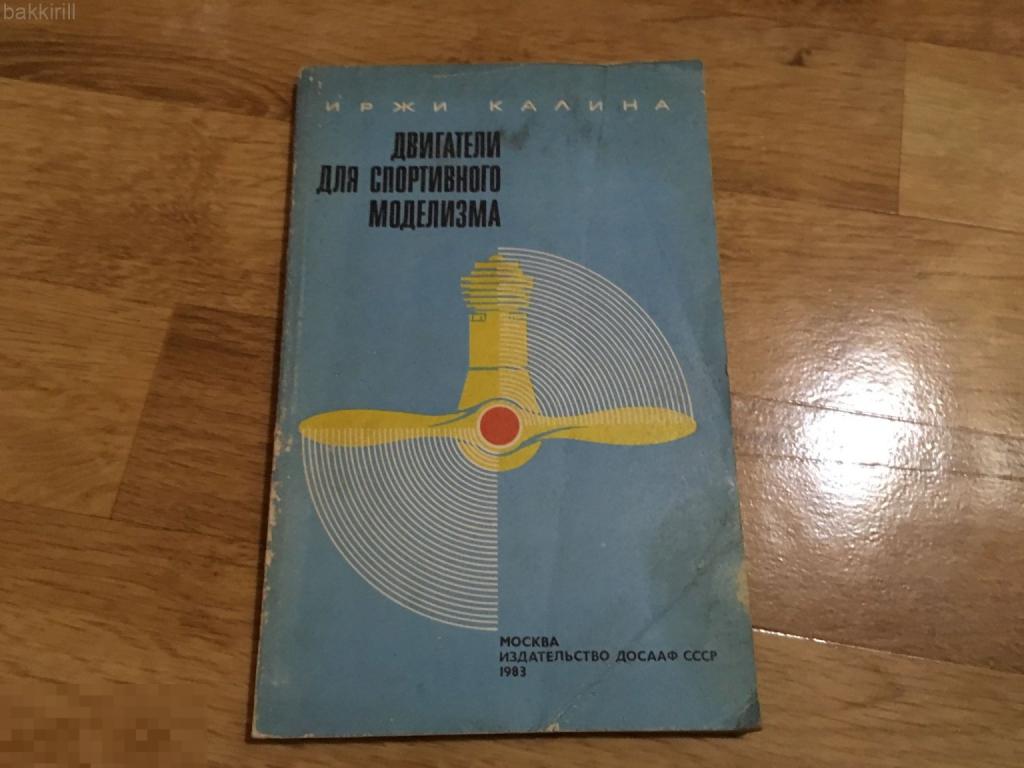 bakkirill
ИРЖИ КАЛИНА
ДВИГАТЕЛИ
ДЛЯ СПОРТИВНОГО
МОДЕЛИЗМА
МОСКВА
ИЗДАТЕЛЬСТВО ДОСААФ СССР
1983